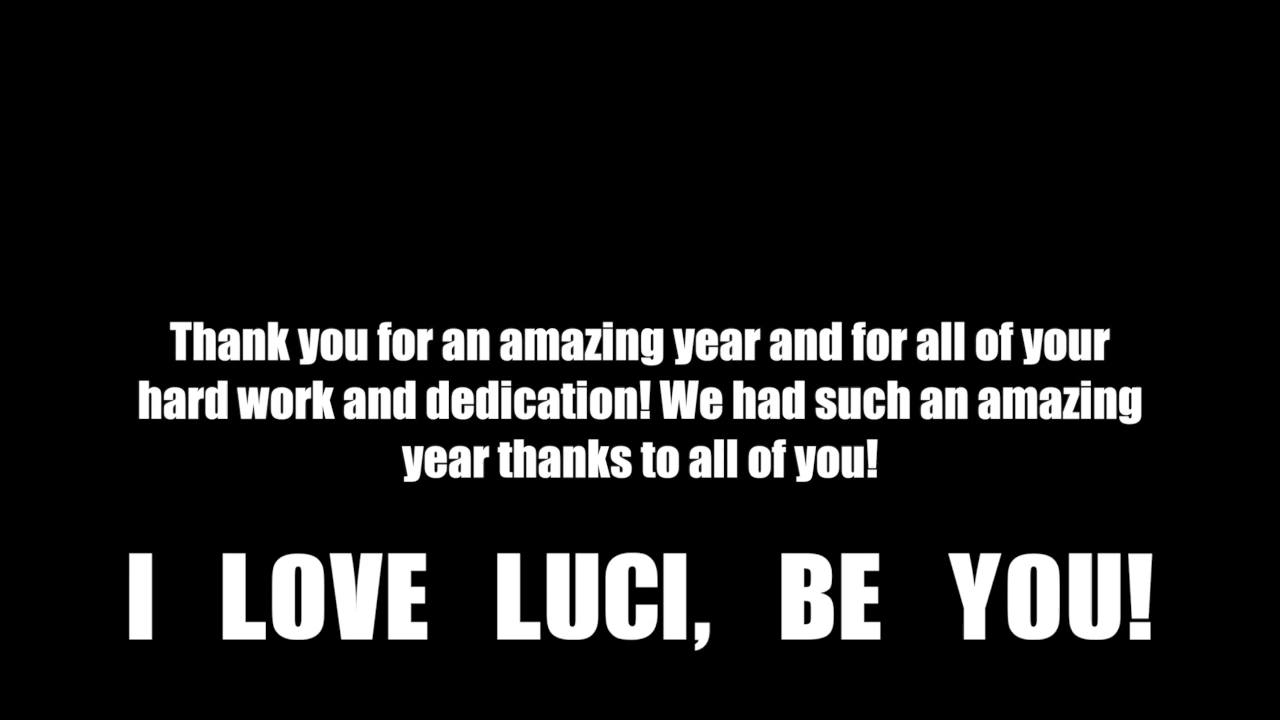 Thank you for an amazing year and for all of your
hard work and dedication! We had such an amazing
year thanks to all of you!
I LOVE LUCI, BE YOU!